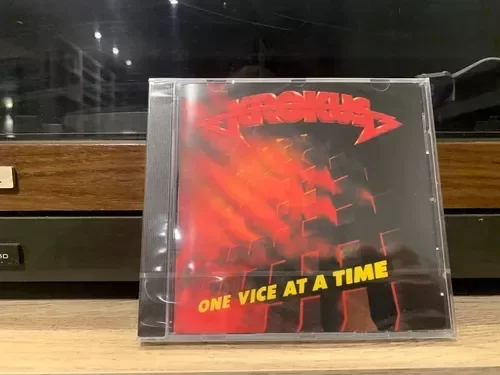 KROKUS
ONE VICE AT A TIME